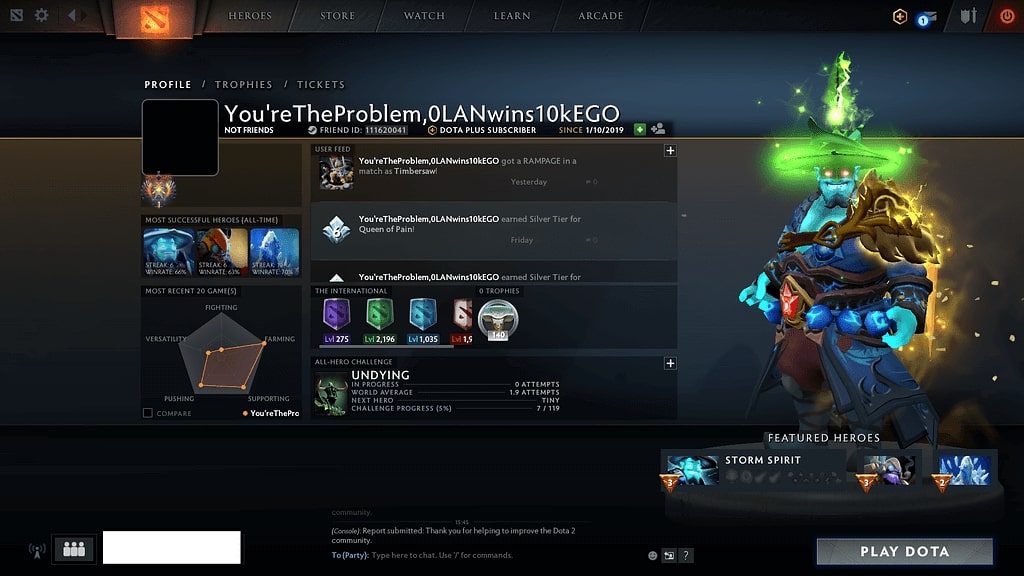 HEROES
STORE
WATCH
LEARN
ARCADE
1
PROFILE / TROPHIES / TICKETS
You'reTheProblem,0LANwins10kEGO
NOT FRIENDS
FRIEND ID: 111620041
DOTA PLUS SUBSCRIBER
SINCE 1/10/2019
USER FEED
You'reTheProblem,0LANwins10kEGO got a RAMPAGE in a
match as Timbersaw!
Yesterday
0
6
You'reTheProblem,0LANwins10kEGO earned Silver Tier for
Queen of Pain!
Friday
0
You'reTheProblem,0LANwins10kEGO earned Silver Tier for
MOST SUCCESSFUL HEROES (ALL-TIME)
STREAK: 6
WINRATE: 66%
STREAK: 6
WINRATE: 63%
WINRATE: 70%
MOST RECENT 20 GAME(S)
FIGHTING
VERSATILITY
FARMING
PUSHING
SUPPORTING
COMPARE
You'reThePro
THE INTERNATIONAL
Lvl 275
Lvl 2,196
Lvl 1,035
Lvl 1,9
0 TROPHIES
140
ALL-HERO CHALLENGE
UNDYING
IN PROGRESS 0 ATTEMPTS
WORLD AVERAGE 1.9 ATTEMPTS
NEXT HERO TINY
CHALLENGE PROGRESS (5%) 7 / 119
FEATURED HEROES
3
STORM SPIRIT
3
2
community.
15:45
(Console): Report submitted: Thank you for helping to improve the Dota 2
community.
To (Party): Type here to chat. Use '/' for commands.
?
PLAY DOTA